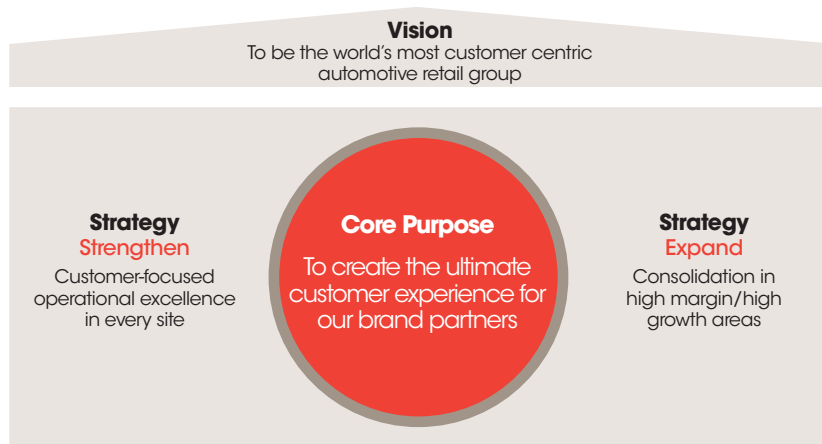 Vision
To be the world's most customer centric
automotive retail group
Strategy
Strengthen
Customer-focused
operational excellence
in every site
Core Purpose
To create the ultimate
customer experience for
our brand partners
Strategy
Expand
Consolidation in
high margin/high
growth areas